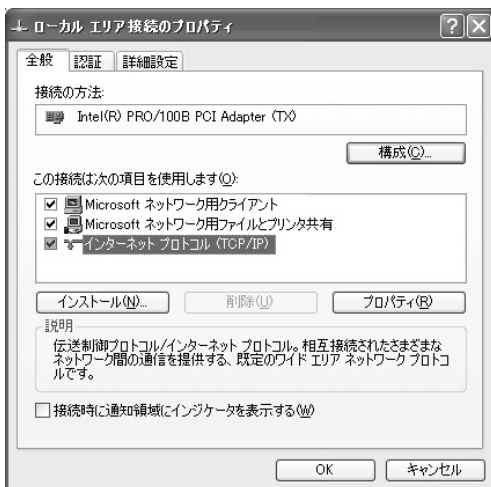 ローカル エリア接続のプロパティ
全般 認証 詳細設定
接続の方法:
Intel(R) PRO/100B PCI Adapter (TX)
構成(C)...
この接続は次の項目を使用します(O):
Microsoft ネットワーク用クライアント
Microsoft ネットワーク用ファイルとプリンタ共有
インターネット プロトコル (TCP/IP)
インストール(N)... 削除(U) プロパティ(R)
説明
伝送制御プロトコル/インターネット プロトコル。相互接続されたさまざまな
ネットワーク間の通信を提供する、既定のワイド エリア ネットワーク プロトコ
ルです。
接続時に通知領域にインジケータを表示する(W)
OK キャンセル